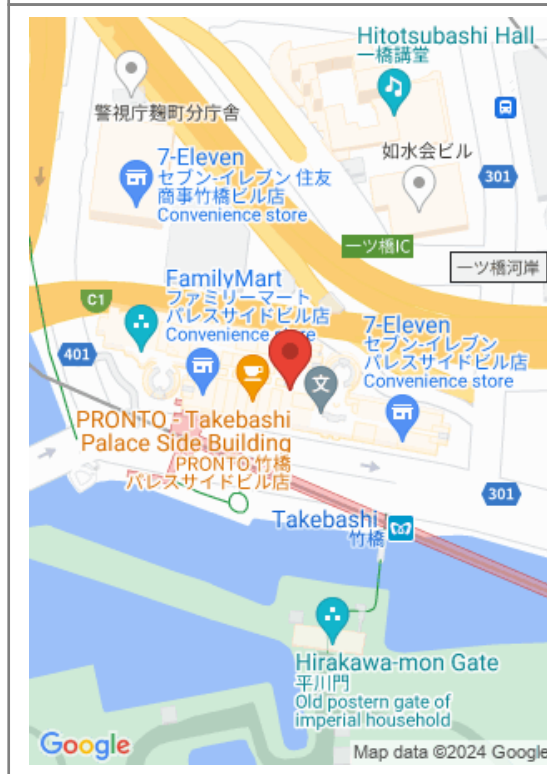 Hitotsubashi Hall
一橋講堂
警視庁麹町分庁舎
如水会ビル
7-Eleven
セブン-イレブン 住友
商事竹橋ビル店
Convenience store
301
一ツ橋IC
一ツ橋河岸
FamilyMart
ファミリーマート
パレスサイドビル店
Convenience store
C1
7-Eleven
セブン-イレブン
パレスサイドビル店
Convenience store
401
文
PRONTO - Takebashi
Palace Side Building
PRONTO 竹橋
パレスサイドビル店
301
Takebashi
竹橋
Hirakawa-mon Gate
平川門
Old postern gate of
imperial household
Google
Map data ©2024 Google